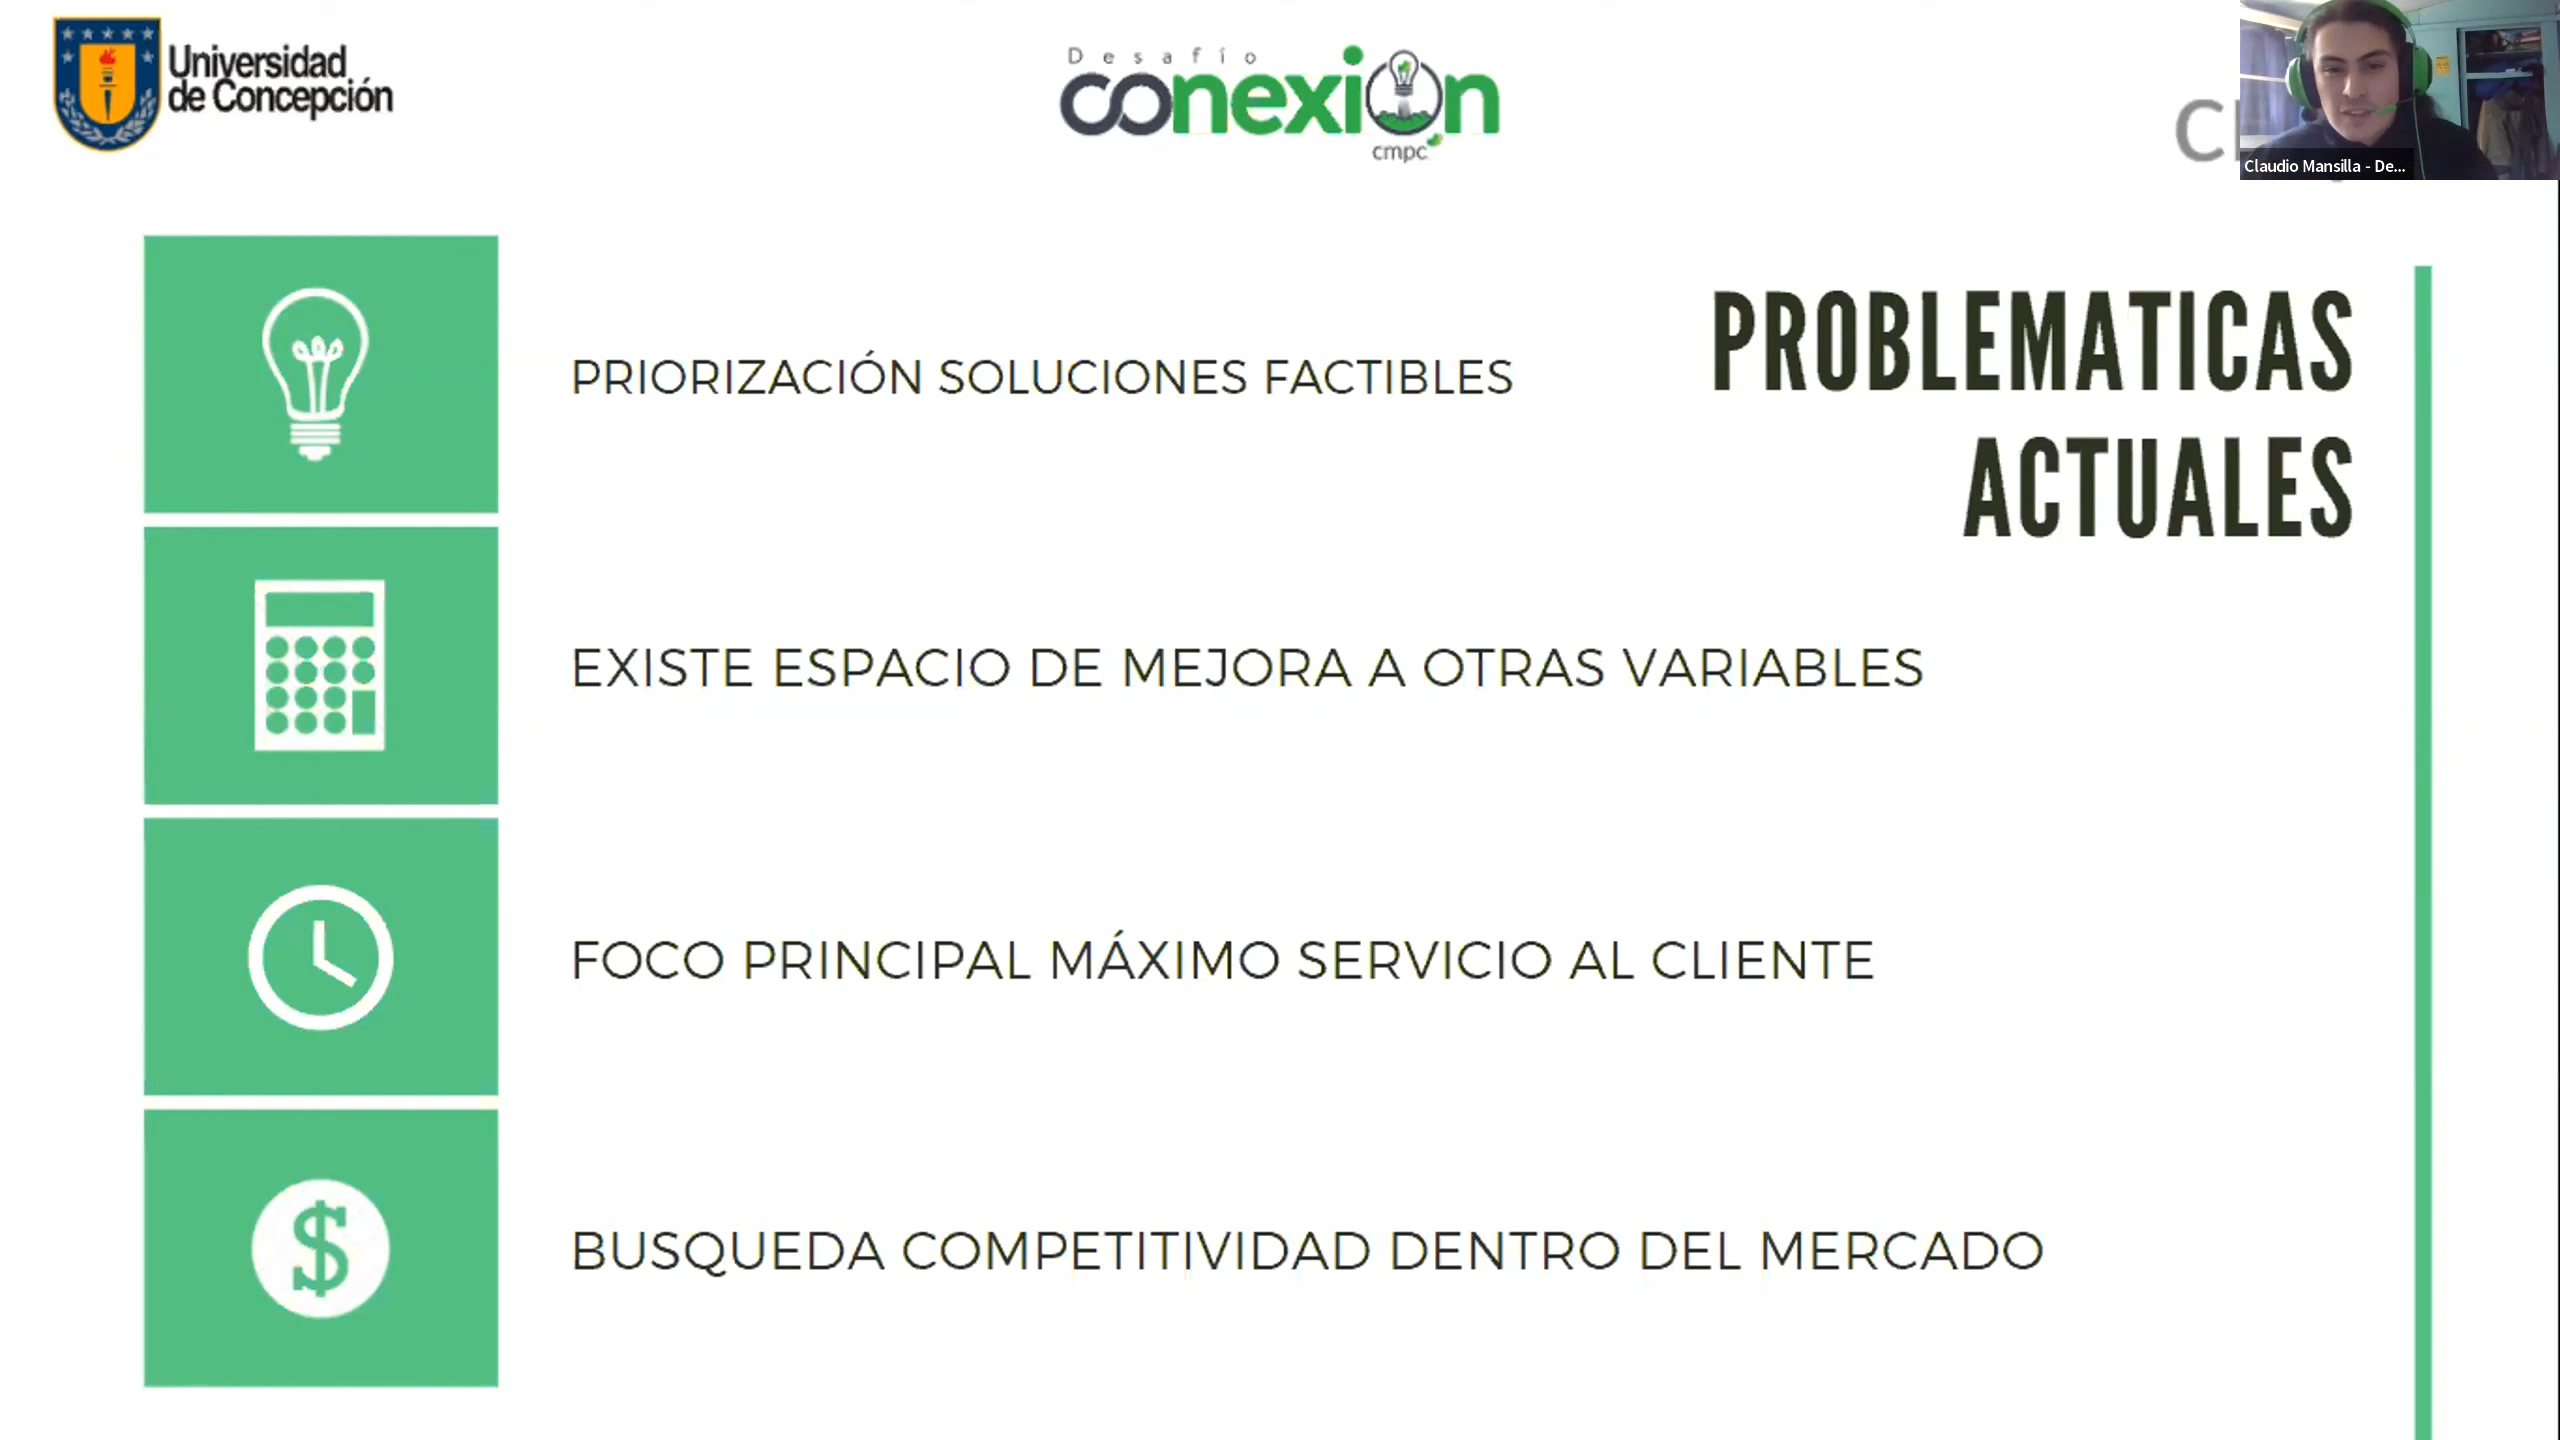 Universidad
de Concepción
Desafío
conexión
cmpc
Claudio Mansilla - De...
PROBLEMATICAS
ACTUALES
PRIORIZACIÓN SOLUCIONES FACTIBLES
EXISTE ESPACIO DE MEJORA A OTRAS VARIABLES
FOCO PRINCIPAL MÁXIMO SERVICIO AL CLIENTE
$
BUSQUEDA COMPETITIVIDAD DENTRO DEL MERCADO